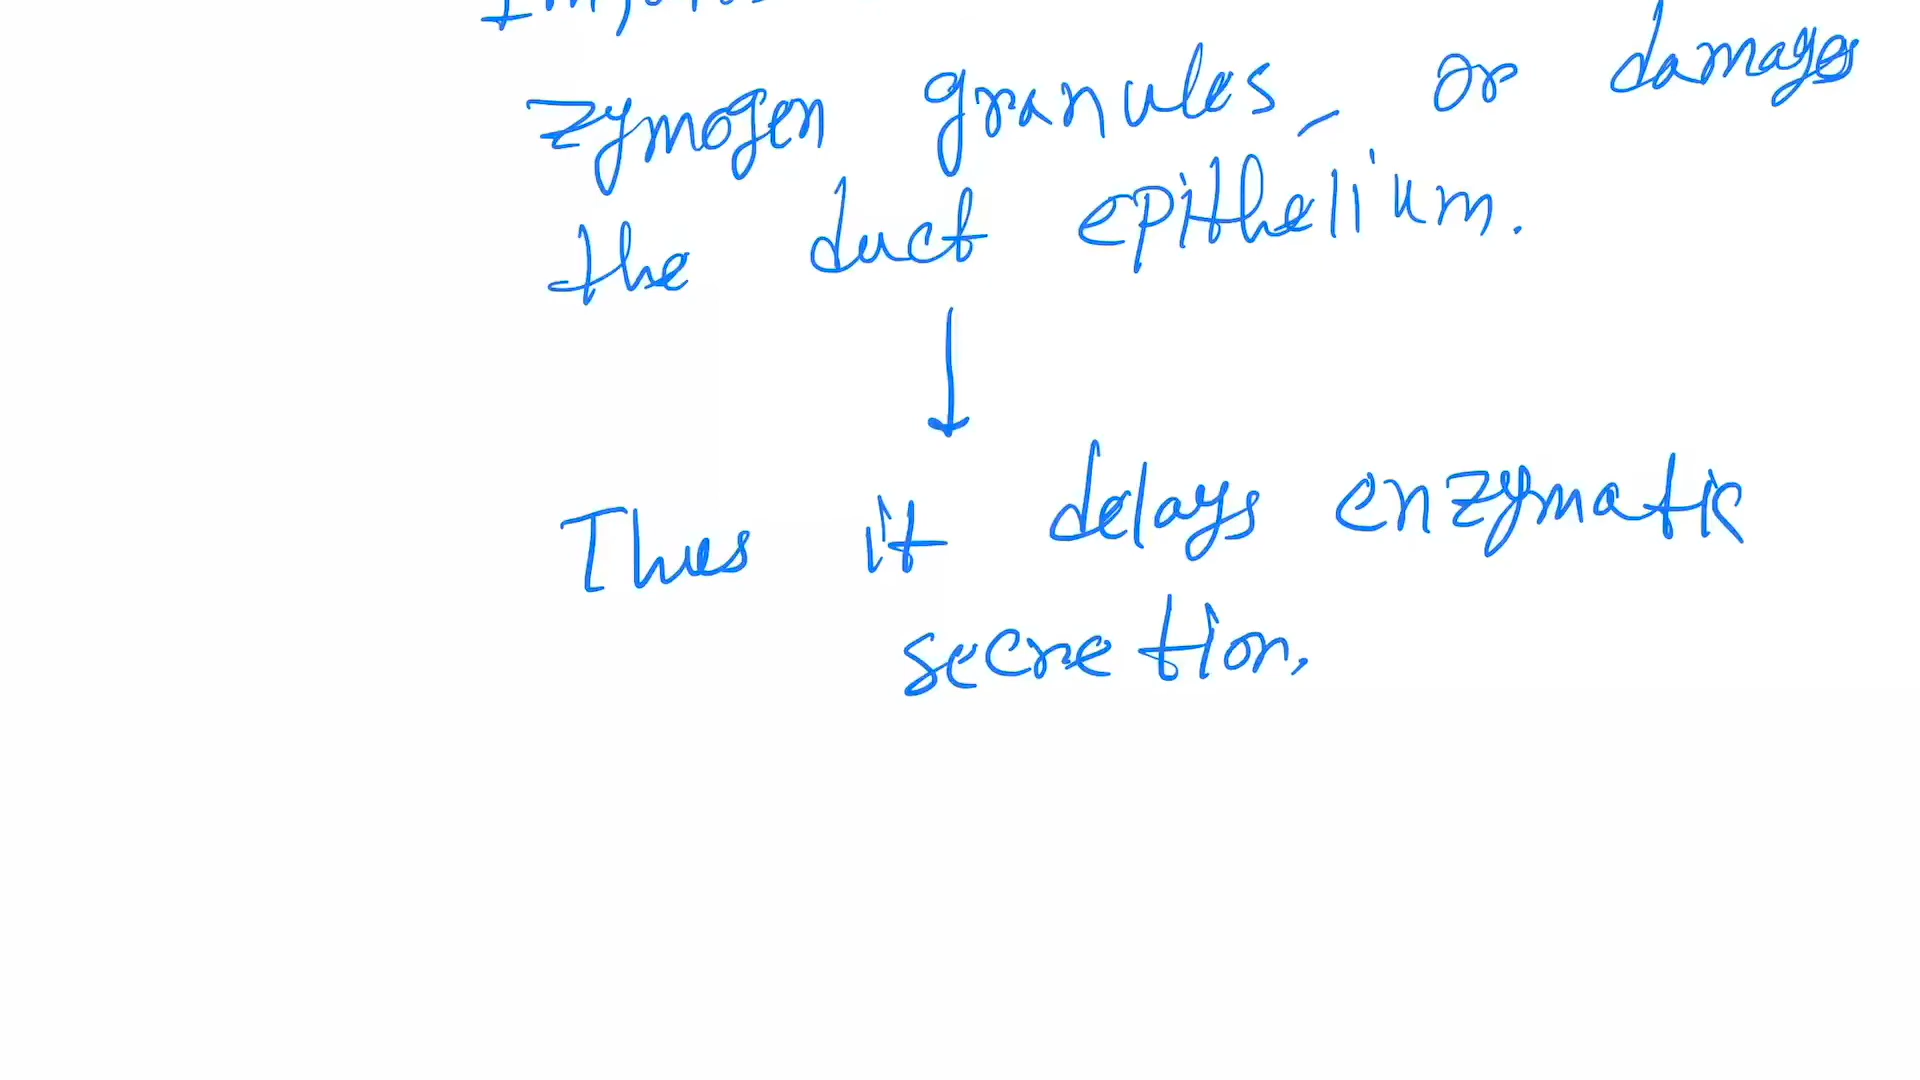 zymogen granules, or damages
the duct epithelium.
↓
Thus it delays enzymatic
secretion.